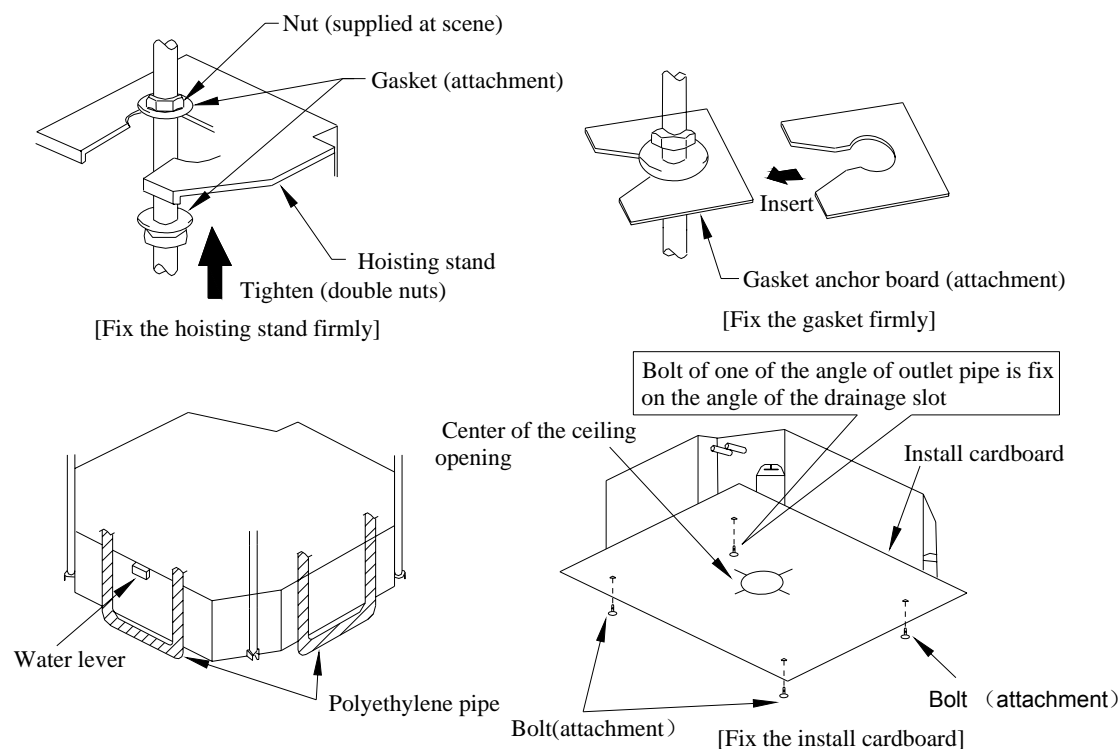 Nut (supplied at scene)
Gasket (attachment)
Hoisting stand
Tighten (double nuts)
[Fix the hoisting stand firmly]
Insert
Gasket anchor board (attachment)
[Fix the gasket firmly]
Water lever
Polyethylene pipe
Bolt of one of the angle of outlet pipe is fix
on the angle of the drainage slot
Center of the ceiling
opening
Install cardboard
Bolt (attachment)
Bolt(attachment）
[Fix the install cardboard]